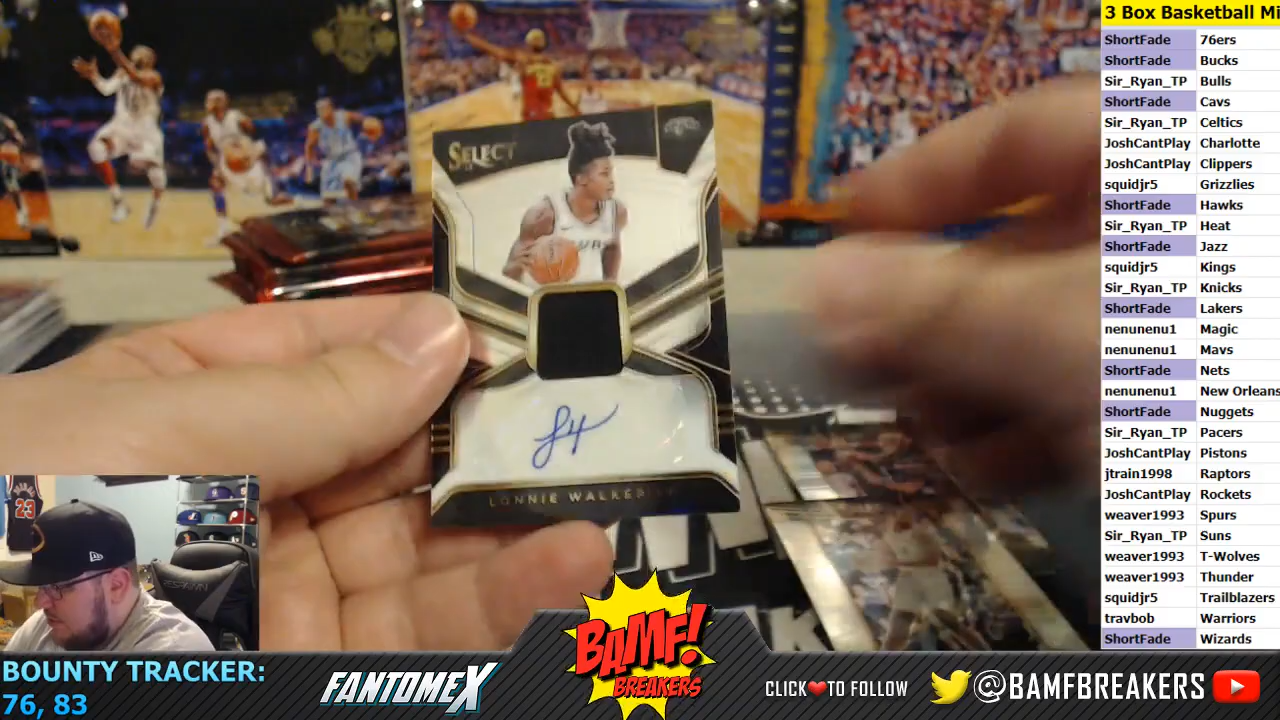 3 Box Basketball Mi
ShortFade 76ers
ShortFade Bucks
Sir_Ryan_TP Bulls
ShortFade Cavs
Sir_Ryan_TP Celtics
JoshCantPlay Charlotte
JoshCantPlay Clippers
squidjr5 Grizzlies
ShortFade Hawks
Sir_Ryan_TP Heat
ShortFade Jazz
squidjr5 Kings
Sir_Ryan_TP Knicks
ShortFade Lakers
nenunenu1 Magic
nenunenu1 Mavs
ShortFade Nets
nenunenu1 New Orleans
ShortFade Nuggets
Sir_Ryan_TP Pacers
JoshCantPlay Pistons
jtrain1998 Raptors
JoshCantPlay Rockets
weaver1993 Spurs
Sir_Ryan_TP Suns
weaver1993 T-Wolves
weaver1993 Thunder
squidjr5 Trailblazers
travbob Warriors
ShortFade Wizards
SELECT
LONNIE WALKER
23
BOUNTY TRACKER:
76, 83
FANTOMEX
BAMF!
BREAKERS
CLICK❤TO FOLLOW
@BAMFBREAKERS